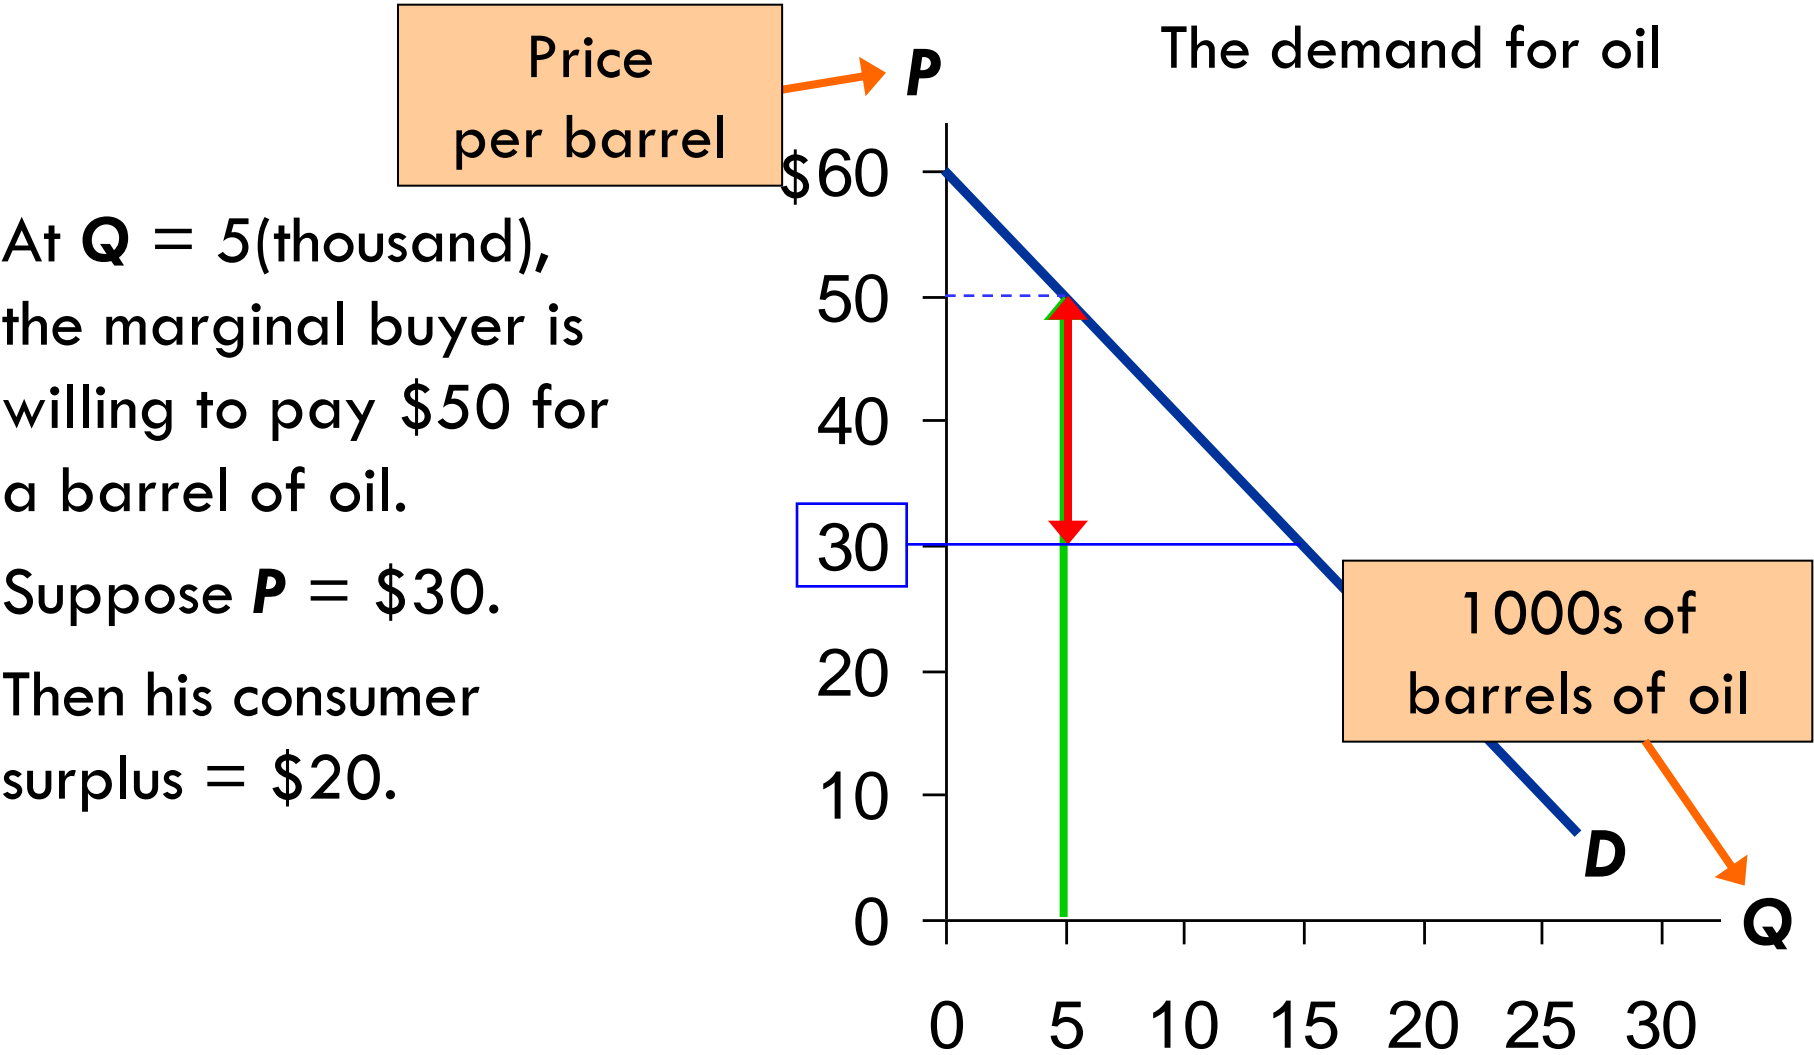 The demand for oil
Price
per barrel
P
At Q = 5(thousand),
the marginal buyer is
willing to pay $50 for
a barrel of oil.
Suppose P = $30.
Then his consumer
surplus = $20.
$60
50
40
30
20
10
0
1000s of
barrels of oil
D
Q
0 5 10 15 20 25 30